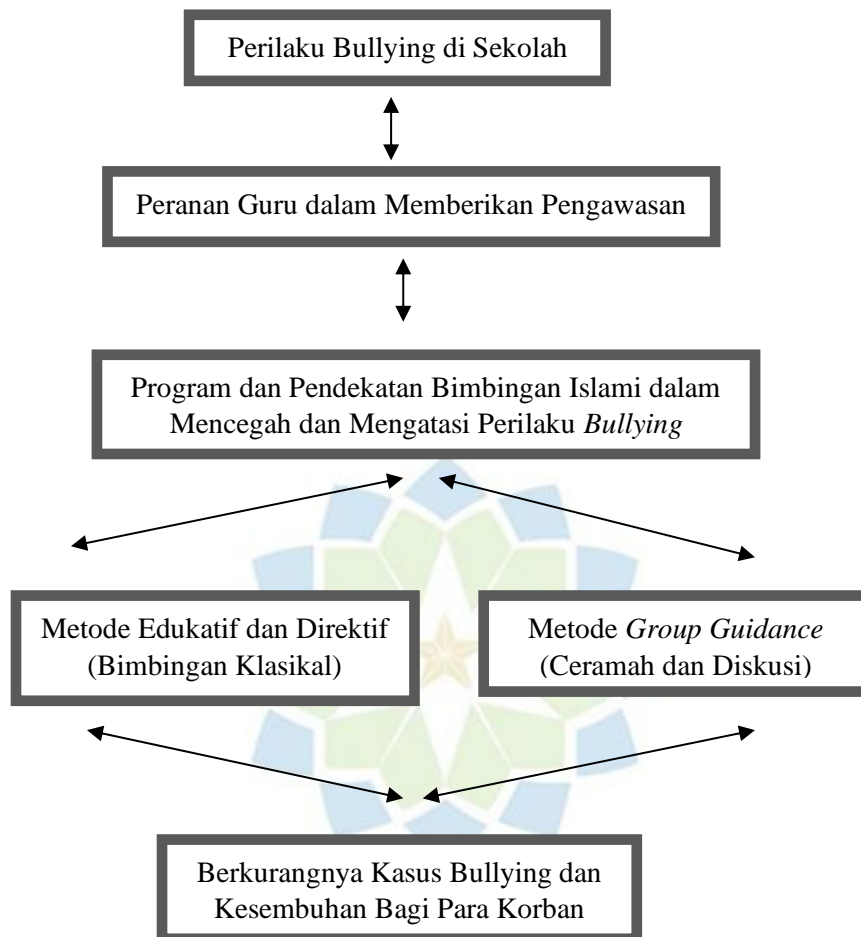 Perilaku Bullying di Sekolah
Peranan Guru dalam Memberikan Pengawasan
Program dan Pendekatan Bimbingan Islami dalam
Mencegah dan Mengatasi Perilaku Bullying
Metode Edukatif dan Direktif
(Bimbingan Klasikal)
Metode Group Guidance
(Ceramah dan Diskusi)
Berkurangnya Kasus Bullying dan
Kesembuhan Bagi Para Korban